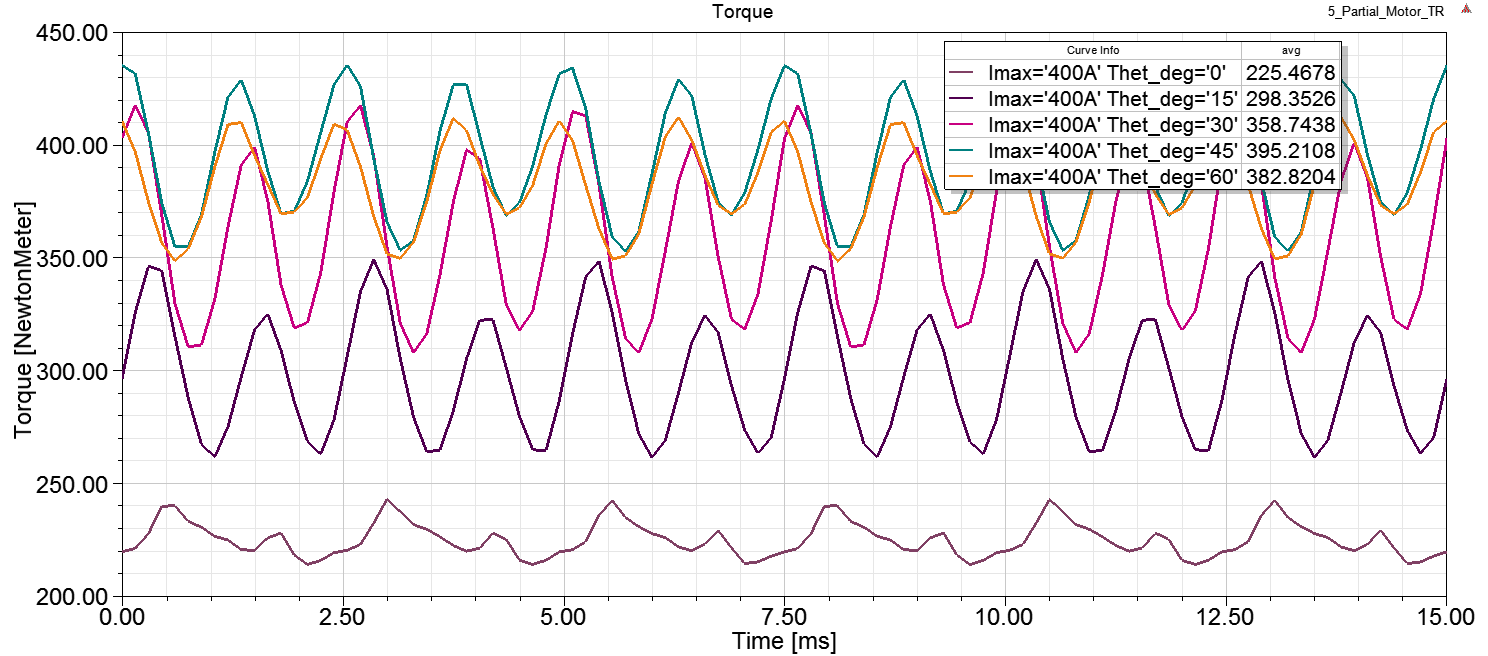 Torque
5_Partial_Motor_TR
Curve Info avg
Imax='400A' Thet_deg='0' 225.4678
Imax='400A' Thet_deg='15' 298.3526
Imax='400A' Thet_deg='30' 358.7438
Imax='400A' Thet_deg='45' 395.2108
Imax='400A' Thet_deg='60' 382.8204
450.00
400.00
350.00
300.00
250.00
200.00
Torque [NewtonMeter]
0.00 2.50 5.00 7.50 10.00 12.50 15.00
Time [ms]